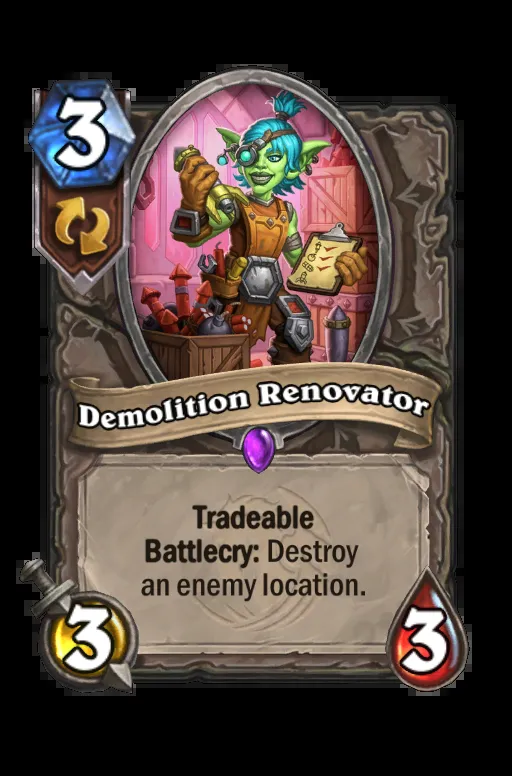 3
Demolition Renovator
Tradeable
Battlecry: Destroy
an enemy location.
3 3